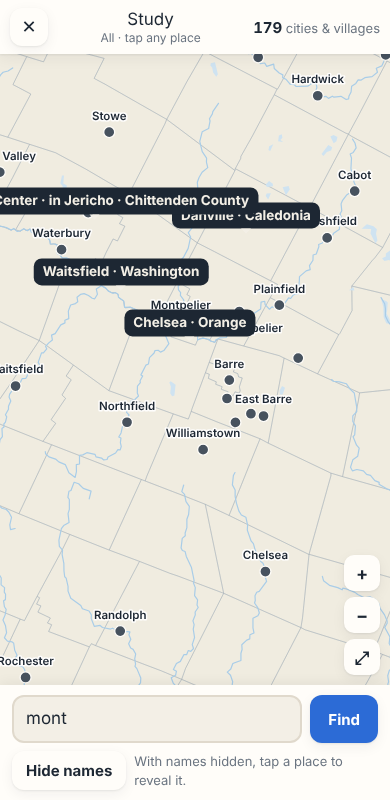 ✕
Study
All · tap any place
179 cities & villages
Hardwick
Stowe
Valley
Cabot
Center · in Jericho · Chittenden County
Danville · Caledonia
shfield
Waterbury
Waitsfield · Washington
Plainfield
Montpelier
Chelsea · Orange
pelier
Barre
aitsfield
East Barre
Northfield
Williamstown
Chelsea
+
−
Randolph
Rochester
mont
Find
Hide names
With names hidden, tap a place to
reveal it.